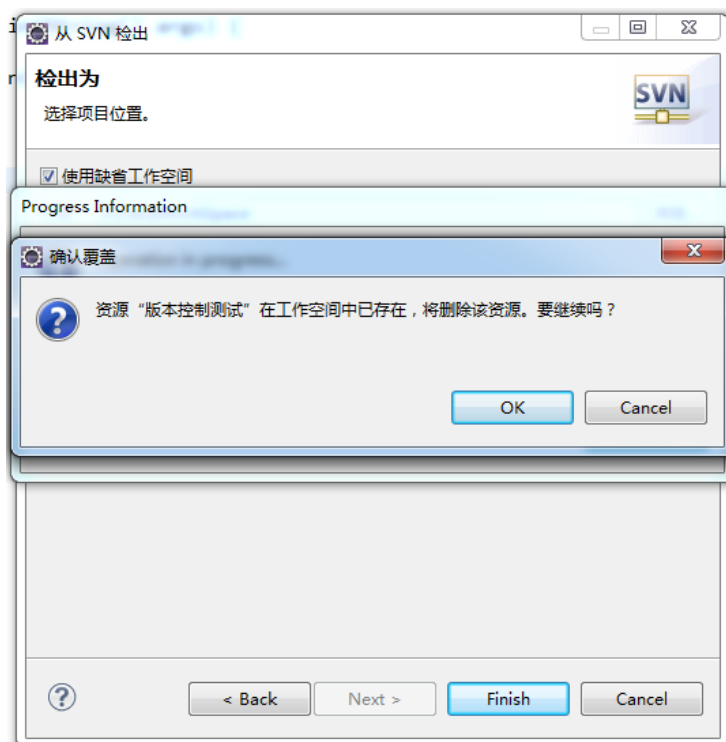 从 SVN 检出
检出为
选择项目位置。
SVN
使用缺省工作空间
Progress Information
确认覆盖
资源“版本控制测试”在工作空间中已存在，将删除该资源。要继续吗？
OK
Cancel
< Back
Next >
Finish
Cancel